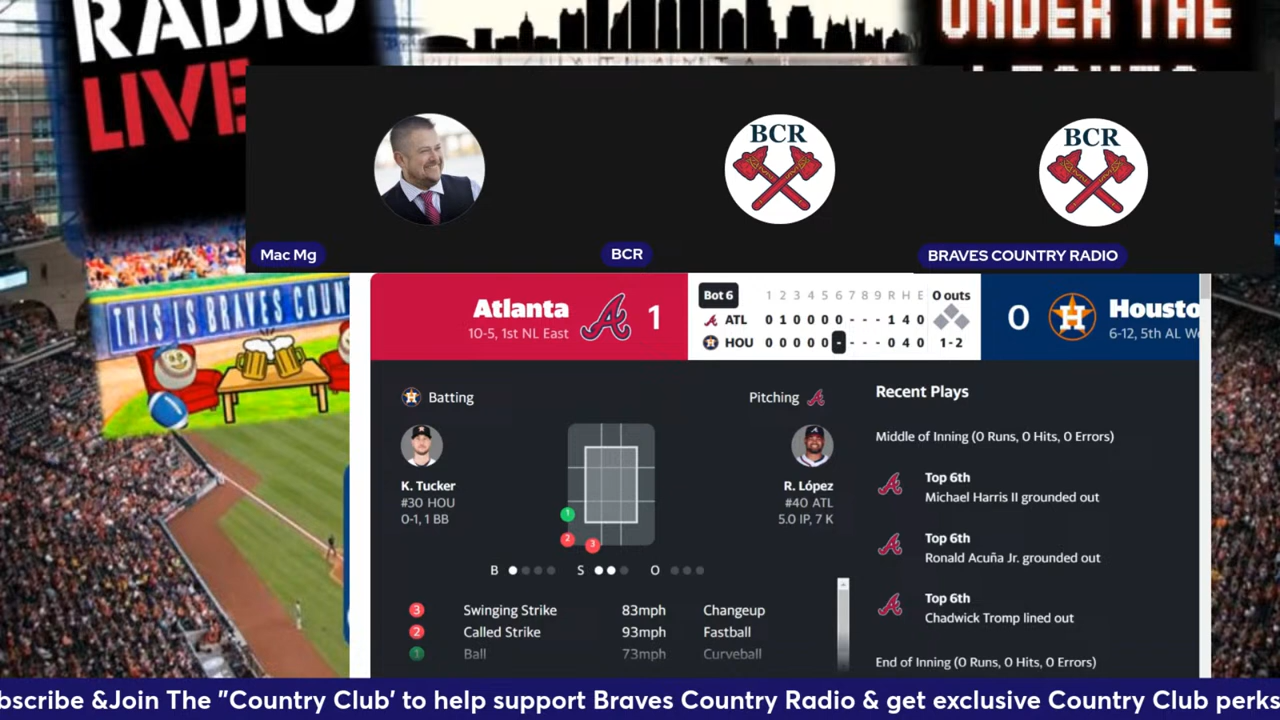 RADIO
LIVE
UNDER THE
BCR
BCR
Mac Mg
BCR
BRAVES COUNTRY RADIO
THIS IS BRAVES COUN
Atlanta
10-5, 1st NL East
A
1
Bot 6
1 2 3 4 5 6 7 8 9 R H E
ATL 0 1 0 0 0 0 - - - 1 4 0
HOU 0 0 0 0 0 - - - - 0 4 0
0 outs
1-2
0
H
Housto
6-12, 5th AL We
Batting
Pitching
K. Tucker
#30 HOU
0-1, 1 BB
R. López
#40 ATL
5.0 IP, 7 K
1
2
3
B S O
3 Swinging Strike 83mph Changeup
2 Called Strike 93mph Fastball
1 Ball 73mph Curveball
Recent Plays
Middle of Inning (0 Runs, 0 Hits, 0 Errors)
Top 6th
Michael Harris II grounded out
Top 6th
Ronald Acuña Jr. grounded out
Top 6th
Chadwick Tromp lined out
End of Inning (0 Runs, 0 Hits, 0 Errors)
bscribe &Join The "Country Club' to help support Braves Country Radio & get exclusive Country Club perks